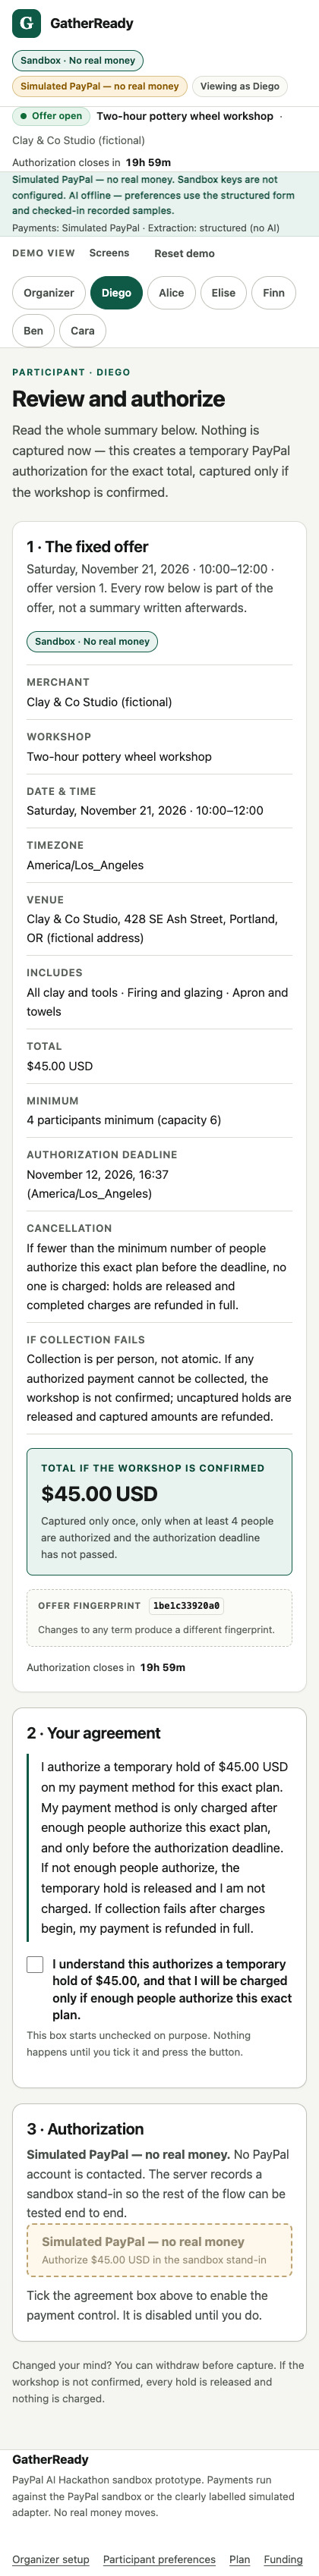 G GatherReady
Sandbox · No real money
Simulated PayPal — no real money Viewing as Diego
Offer open Two-hour pottery wheel workshop ·
Clay & Co Studio (fictional)
Authorization closes in 19h 59m
Simulated PayPal — no real money. Sandbox keys are not
configured. AI offline — preferences use the structured form
and checked-in recorded samples.
Payments: Simulated PayPal · Extraction: structured (no AI)
DEMO VIEW Screens Reset demo
Organizer Diego Alice Elise Finn
Ben Cara
PARTICIPANT · DIEGO
Review and authorize
Read the whole summary below. Nothing is
captured now — this creates a temporary PayPal
authorization for the exact total, captured only if
the workshop is confirmed.
1 · The fixed offer
Saturday, November 21, 2026 · 10:00–12:00 ·
offer version 1. Every row below is part of the
offer, not a summary written afterwards.
Sandbox · No real money
MERCHANT
Clay & Co Studio (fictional)
WORKSHOP
Two-hour pottery wheel workshop
DATE & TIME
Saturday, November 21, 2026 · 10:00–12:00
TIMEZONE
America/Los_Angeles
VENUE
Clay & Co Studio, 428 SE Ash Street, Portland,
OR (fictional address)
INCLUDES
All clay and tools · Firing and glazing · Apron and
towels
TOTAL
$45.00 USD
MINIMUM
4 participants minimum (capacity 6)
AUTHORIZATION DEADLINE
November 12, 2026, 16:37
(America/Los_Angeles)
CANCELLATION
If fewer than the minimum number of people
authorize this exact plan before the deadline, no
one is charged: holds are released and
completed charges are refunded in full.
IF COLLECTION FAILS
Collection is per person, not atomic. If any
authorized payment cannot be collected, the
workshop is not confirmed; uncaptured holds are
released and captured amounts are refunded.
TOTAL IF THE WORKSHOP IS CONFIRMED
$45.00 USD
Captured only once, only when at least 4 people
are authorized and the authorization deadline
has not passed.
OFFER FINGERPRINT 1be1c33920a0
Changes to any term produce a different fingerprint.
Authorization closes in 19h 59m
2 · Your agreement
I authorize a temporary hold of $45.00 USD
on my payment method for this exact plan.
My payment method is only charged after
enough people authorize this exact plan,
and only before the authorization deadline.
If not enough people authorize, the
temporary hold is released and I am not
charged. If collection fails after charges
begin, my payment is refunded in full.
I understand this authorizes a temporary
hold of $45.00, and that I will be charged
only if enough people authorize this exact
plan.
This box starts unchecked on purpose. Nothing
happens until you tick it and press the button.
3 · Authorization
Simulated PayPal — no real money. No PayPal
account is contacted. The server records a
sandbox stand-in so the rest of the flow can be
tested end to end.
Simulated PayPal — no real money
Authorize $45.00 USD in the sandbox stand-in
Tick the agreement box above to enable the
payment control. It is disabled until you do.
Changed your mind? You can withdraw before capture. If the
workshop is not confirmed, every hold is released and
nothing is charged.
GatherReady
PayPal AI Hackathon sandbox prototype. Payments run
against the PayPal sandbox or the clearly labelled simulated
adapter. No real money moves.
Organizer setup Participant preferences Plan Funding